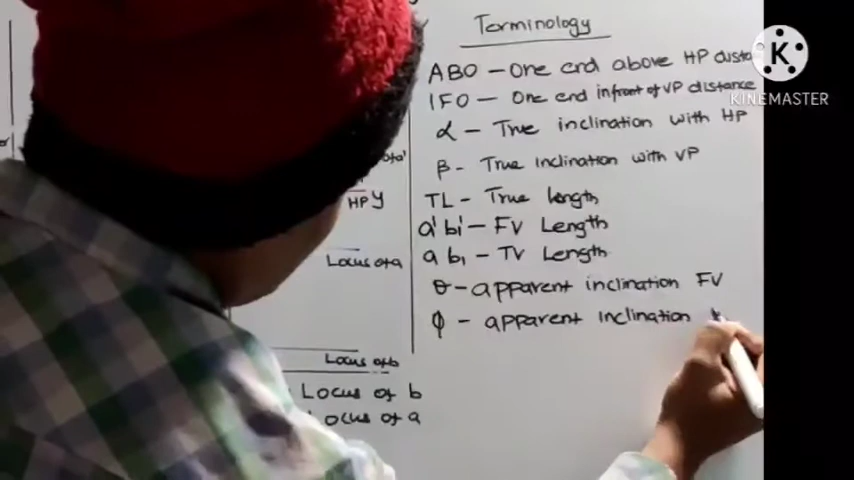 Terminology
ABO - One end above HP
K
KINEMASTER
IFO - One end infront of VP distance
α - True inclination with HP
β - True inclination with VP
TL - True length
a' b₁' - FV Length
a b₁ - TV Length
θ - apparent inclination FV
ϕ - apparent inclination
HP y
Locus of a
Locus of b
Locus of b
Locus of a